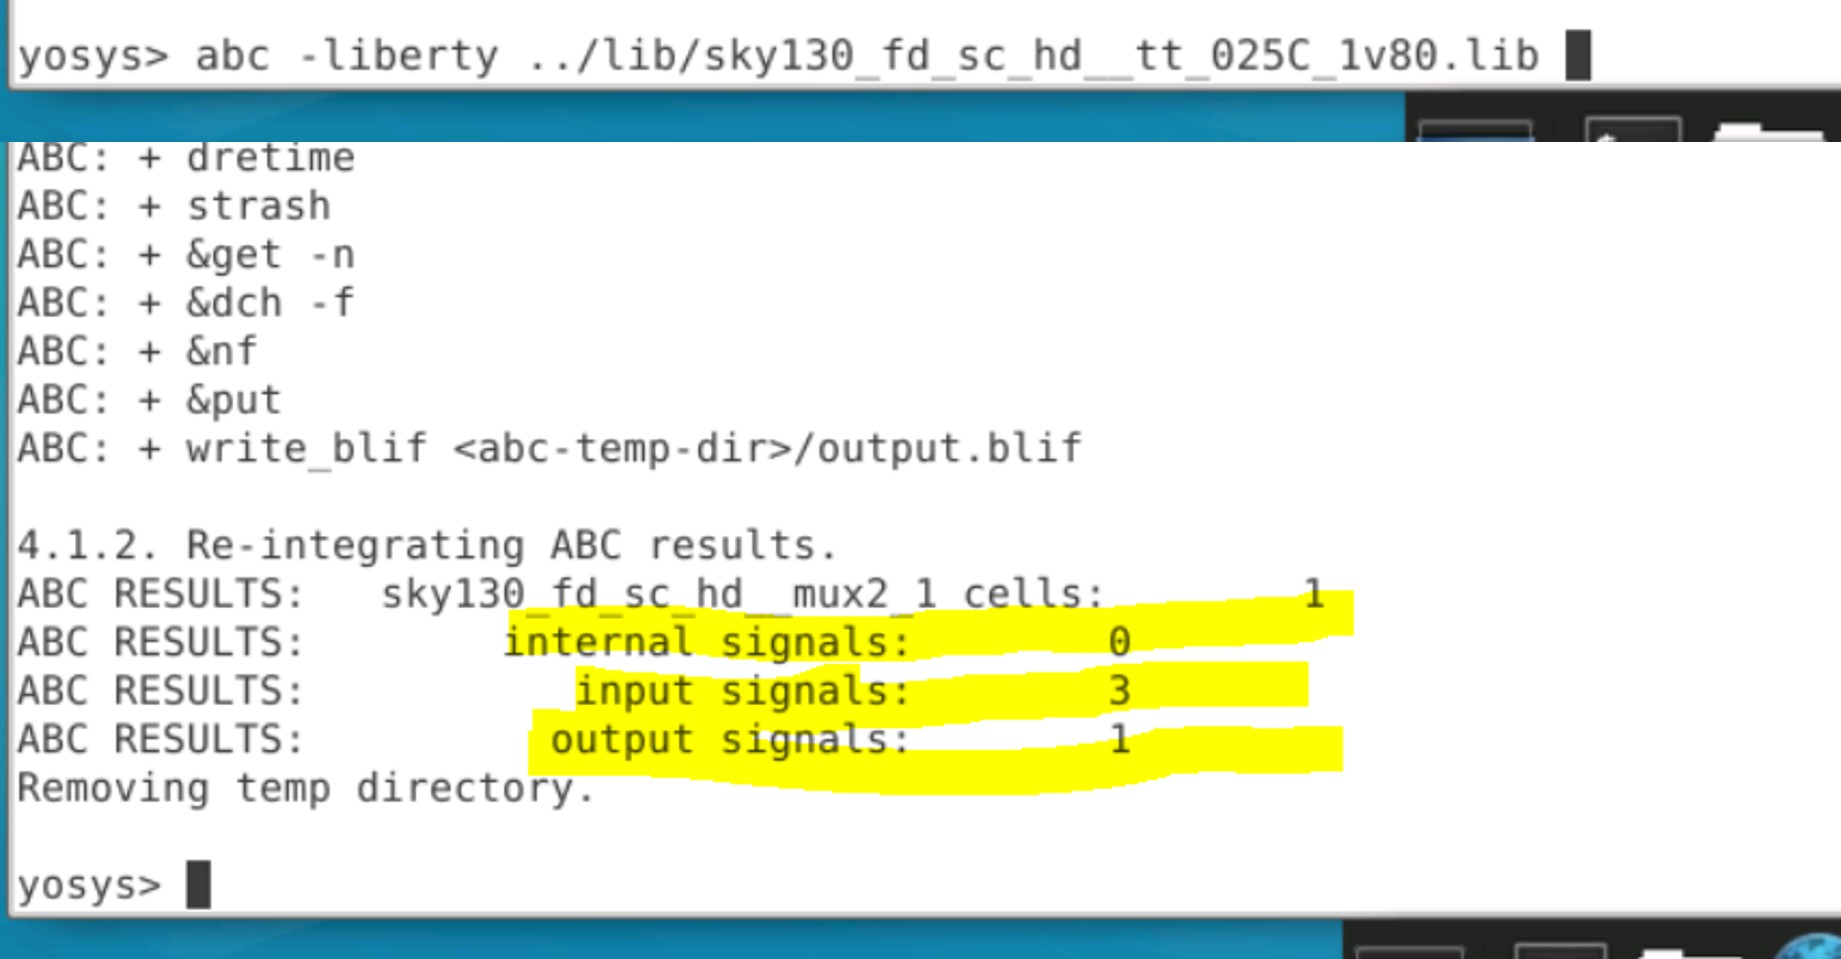 yosys> abc -liberty ../lib/sky130_fd_sc_hd__tt_025C_1v80.lib
ABC: + dretime
ABC: + strash
ABC: + &get -n
ABC: + &dch -f
ABC: + &nf
ABC: + &put
ABC: + write_blif <abc-temp-dir>/output.blif
4.1.2. Re-integrating ABC results.
ABC RESULTS:   sky130_fd_sc_hd__mux2_1 cells:        1
ABC RESULTS:        internal signals:        0
ABC RESULTS:           input signals:        3
ABC RESULTS:          output signals:        1
Removing temp directory.
yosys>